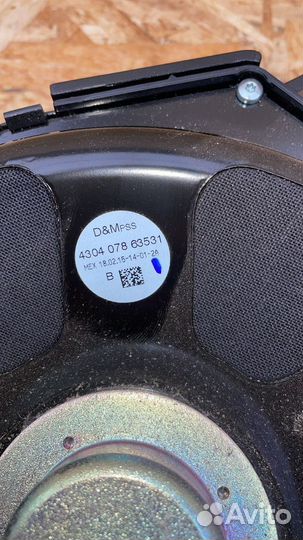 D&MPSS
4304 078 63531
MEX 18.02.15-14-01-28
B
Avito